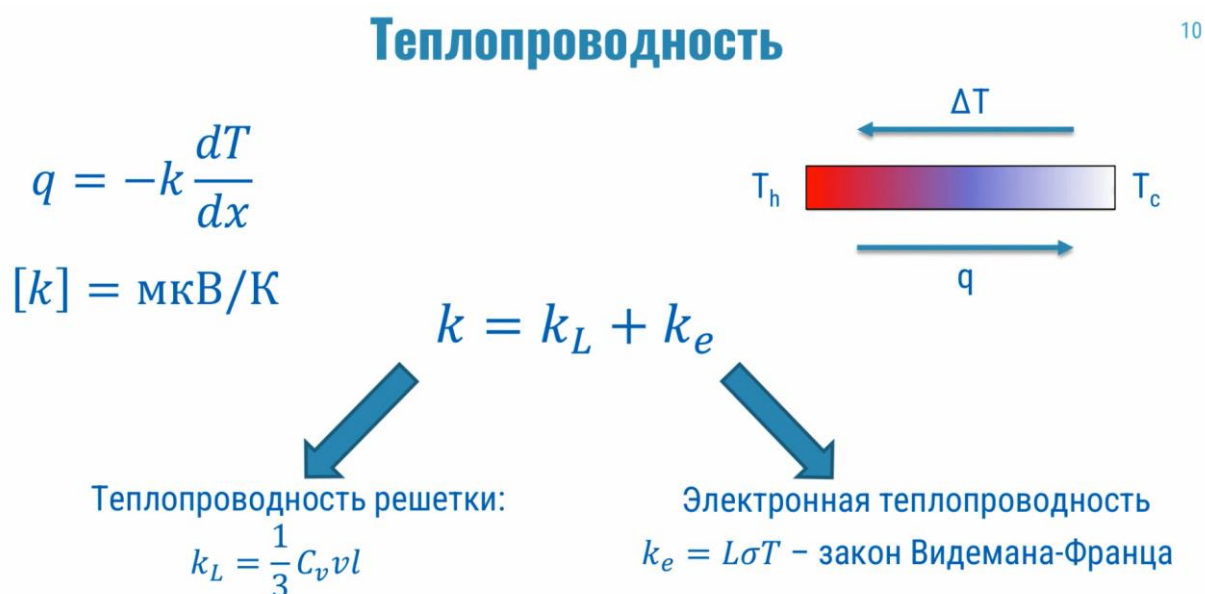 Теплопроводность
10
q = −k dT/dx
[k] = мкВ/К
ΔT
T_h
T_c
q
k = k_L + k_e
Теплопроводность решетки:
k_L = 1/3 C_v v l
Электронная теплопроводность
k_e = LσT – закон Видемана-Франца